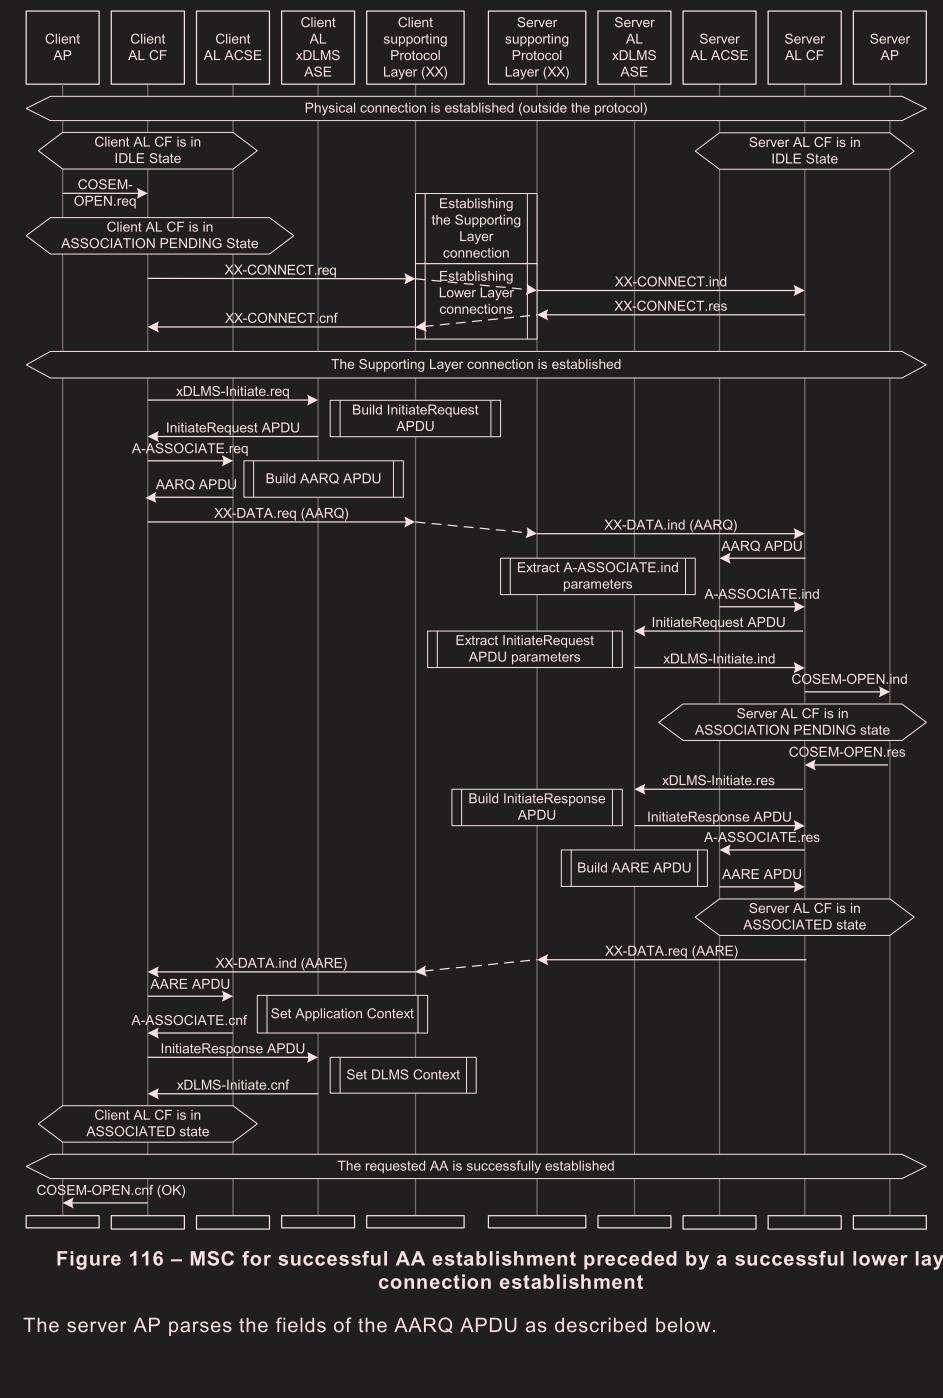 Client
AP
Client
AL CF
Client
AL ACSE
Client
AL
xDLMS
ASE
Client
supporting
Protocol
Layer (XX)
Server
supporting
Protocol
Layer (XX)
Server
AL
xDLMS
ASE
Server
AL ACSE
Server
AL CF
Server
AP
Physical connection is established (outside the protocol)
Client AL CF is in
IDLE State
Server AL CF is in
IDLE State
COSEM-
OPEN.req
Establishing
the Supporting
Layer
connection
Client AL CF is in
ASSOCIATION PENDING State
XX-CONNECT.req
Establishing
Lower Layer
connections
XX-CONNECT.ind
XX-CONNECT.res
XX-CONNECT.cnf
The Supporting Layer connection is established
xDLMS-Initiate.req
Build InitiateRequest
APDU
InitiateRequest APDU
A-ASSOCIATE.req
Build AARQ APDU
AARQ APDU
XX-DATA.req (AARQ)
XX-DATA.ind (AARQ)
AARQ APDU
Extract A-ASSOCIATE.ind
parameters
A-ASSOCIATE.ind
InitiateRequest APDU
Extract InitiateRequest
APDU parameters
xDLMS-Initiate.ind
COSEM-OPEN.ind
Server AL CF is in
ASSOCIATION PENDING state
COSEM-OPEN.res
xDLMS-Initiate.res
Build InitiateResponse
APDU
InitiateResponse APDU
A-ASSOCIATE.res
Build AARE APDU
AARE APDU
Server AL CF is in
ASSOCIATED state
XX-DATA.req (AARE)
XX-DATA.ind (AARE)
AARE APDU
Set Application Context
A-ASSOCIATE.cnf
InitiateResponse APDU
Set DLMS Context
xDLMS-Initiate.cnf
Client AL CF is in
ASSOCIATED state
The requested AA is successfully established
COSEM-OPEN.cnf (OK)
Figure 116 – MSC for successful AA establishment preceded by a successful lower lay
connection establishment
The server AP parses the fields of the AARQ APDU as described below.